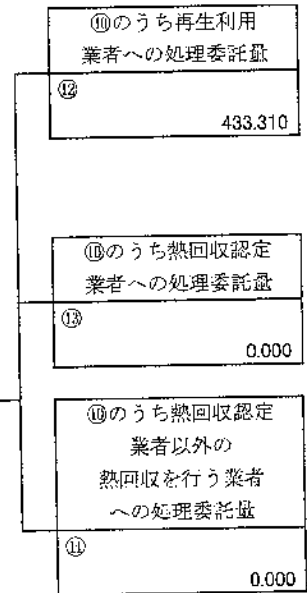 ⑩のうち再生利用
業者への処理委託量
⑫
433.310
⑩のうち熱回収認定
業者への処理委託量
⑬
0.000
⑩のうち熱回収認定
業者以外の
熱回収を行う業者
への処理委託量
⑭
0.000